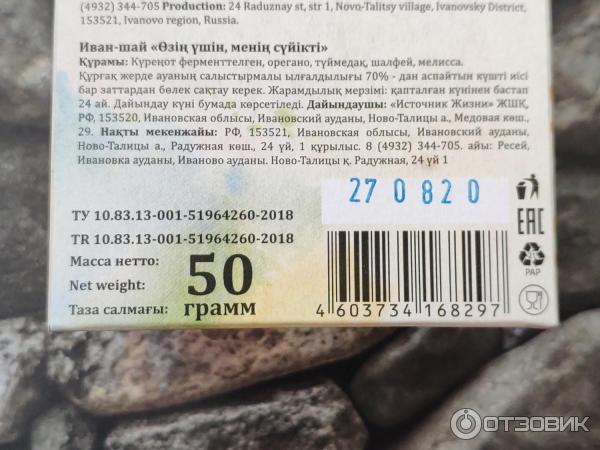 (4932) 344-705 Production: 24 Raduznay st, str 1, Novo-Talitsy village, Ivanovsky District,
153521, Ivanovo region, Russia.
Иван-шай «Өзің үшін, менің сүйікті»
Құрамы: Күреңот ферменттелген, орегано, түймедақ, шалфей, мелисса.
Құрғақ жерде ауаның салыстырмалы ылғалдылығы 70% - дан аспайтын күшті иісі
бар заттардан бөлек сақтау керек. Жарамдылық мерзімі: қапталған күнінен бастап
24 ай. Дайындау күні бумада көрсетіледі. Дайындаушы: «Источник Жизни» ЖШҚ,
РФ, 153520, Ивановская облысы, Ивановский ауданы, Ново-Талицы а., Медовая көш.,
29. Нақты мекенжайы: РФ, 153521, Ивановская облысы, Ивановский ауданы,
Ново-Талицы а., Радужная көш., 24 үй, 1 құрылыс. 8 (4932) 344-705. айы: Ресей,
Ивановка ауданы, Иваново ауданы. Ново-Талицы қ. Радужная, 24 үй 1
270820
ТУ 10.83.13-001-51964260-2018
TR 10.83.13-001-51964260-2018
Масса нетто:
Net weight:
Таза салмағы:
50
грамм
EAC
PAP
4 603734 168297
ОТЗОВИК